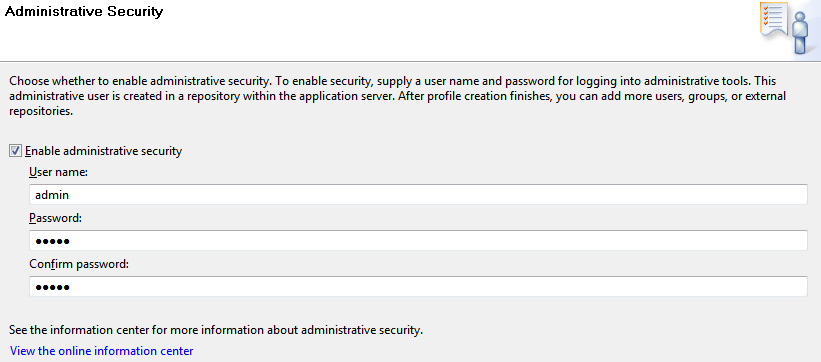 Administrative Security
Choose whether to enable administrative security. To enable security, supply a user name and password for logging into administrative tools. This
administrative user is created in a repository within the application server. After profile creation finishes, you can add more users, groups, or external
repositories.
Enable administrative security
User name:
admin
Password:
●●●●●
Confirm password:
●●●●●
See the information center for more information about administrative security.
View the online information center